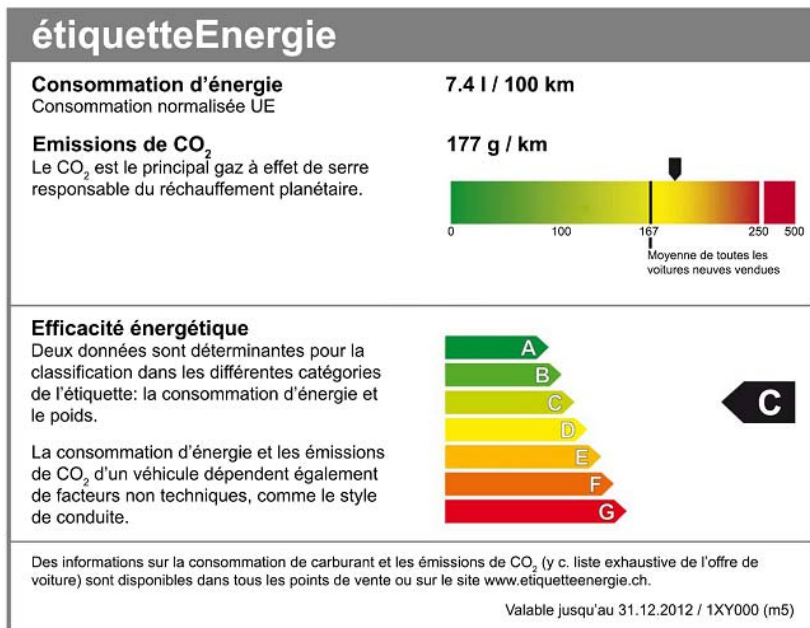 étiquetteEnergie
Consommation d'énergie
7.4 l / 100 km
Consommation normalisée UE
Emissions de CO₂
177 g / km
Le CO₂ est le principal gaz à effet de serre
responsable du réchauffement planétaire.
0 100 167 250 500
Moyenne de toutes les
voitures neuves vendues
Efficacité énergétique
Deux données sont déterminantes pour la
classification dans les différentes catégories
de l'étiquette: la consommation d'énergie et
le poids.
La consommation d'énergie et les émissions
de CO₂ d'un véhicule dépendent également
de facteurs non techniques, comme le style
de conduite.
A
B
C
D
E
F
G
C
Des informations sur la consommation de carburant et les émissions de CO₂ (y c. liste exhaustive de l'offre de
voiture) sont disponibles dans tous les points de vente ou sur le site www.etiquetteenergie.ch.
Valable jusqu'au 31.12.2012 / 1XY000 (m5)